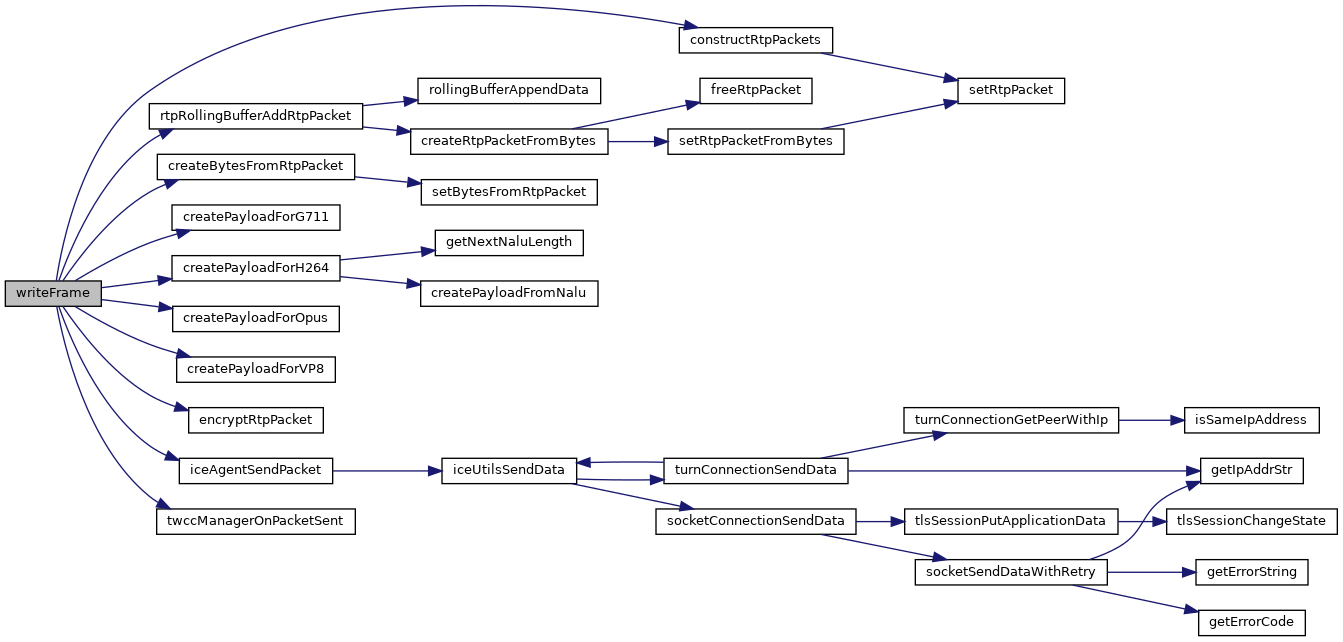 constructRtpPackets
rollingBufferAppendData
freeRtpPacket
setRtpPacket
rtpRollingBufferAddRtpPacket
createRtpPacketFromBytes
setRtpPacketFromBytes
createBytesFromRtpPacket
setBytesFromRtpPacket
createPayloadForG711
getNextNaluLength
createPayloadForH264
createPayloadFromNalu
writeFrame
createPayloadForOpus
createPayloadForVP8
encryptRtpPacket
turnConnectionGetPeerWithIp
isSameIpAddress
iceAgentSendPacket
iceUtilsSendData
turnConnectionSendData
getIpAddrStr
twccManagerOnPacketSent
socketConnectionSendData
tlsSessionPutApplicationData
tlsSessionChangeState
socketSendDataWithRetry
getErrorString
getErrorCode